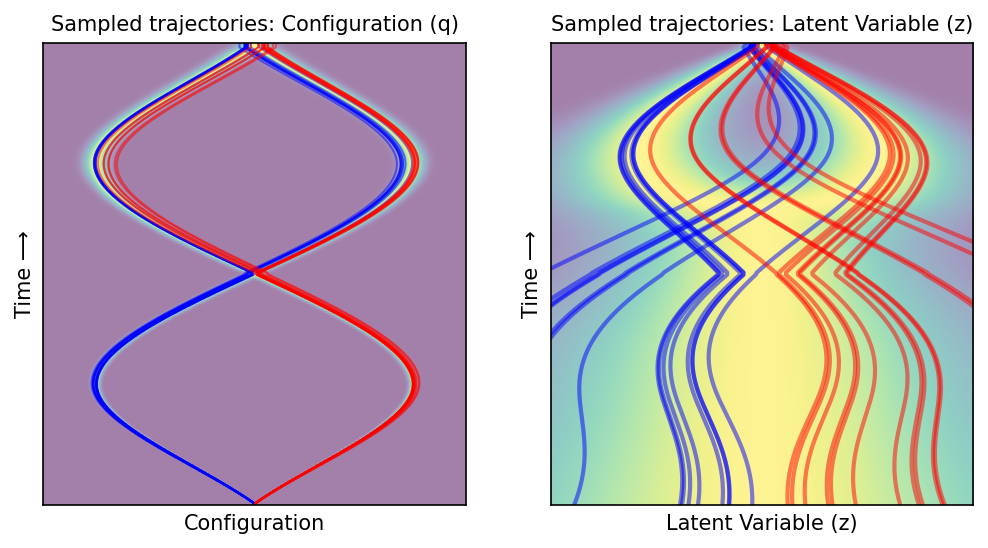 Sampled trajectories: Configuration (q)
Sampled trajectories: Latent Variable (z)
Time ⟶
Time ⟶
Configuration
Latent Variable (z)